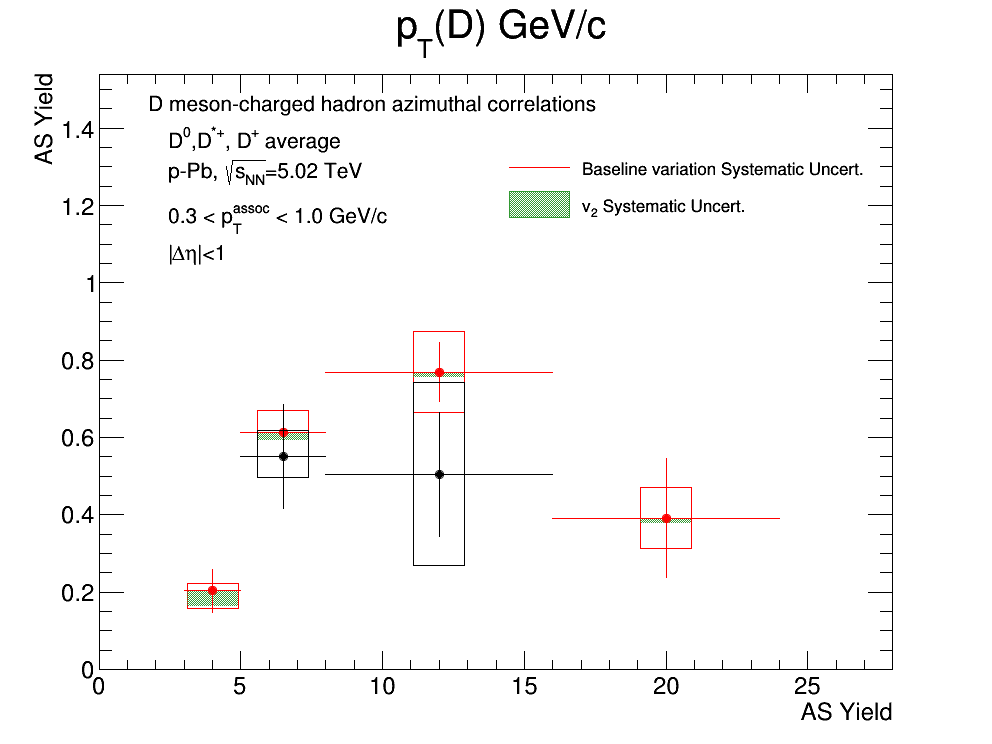 p_T(D) GeV/c
AS Yield
D meson-charged hadron azimuthal correlations
D^0,D^*+, D^+ average
p-Pb, √s_NN=5.02 TeV
0.3 < p_T^assoc < 1.0 GeV/c
|Δη|<1
Baseline variation Systematic Uncert.
v_2 Systematic Uncert.
1.4
1.2
1
0.8
0.6
0.4
0.2
0
0 5 10 15 20 25
AS Yield